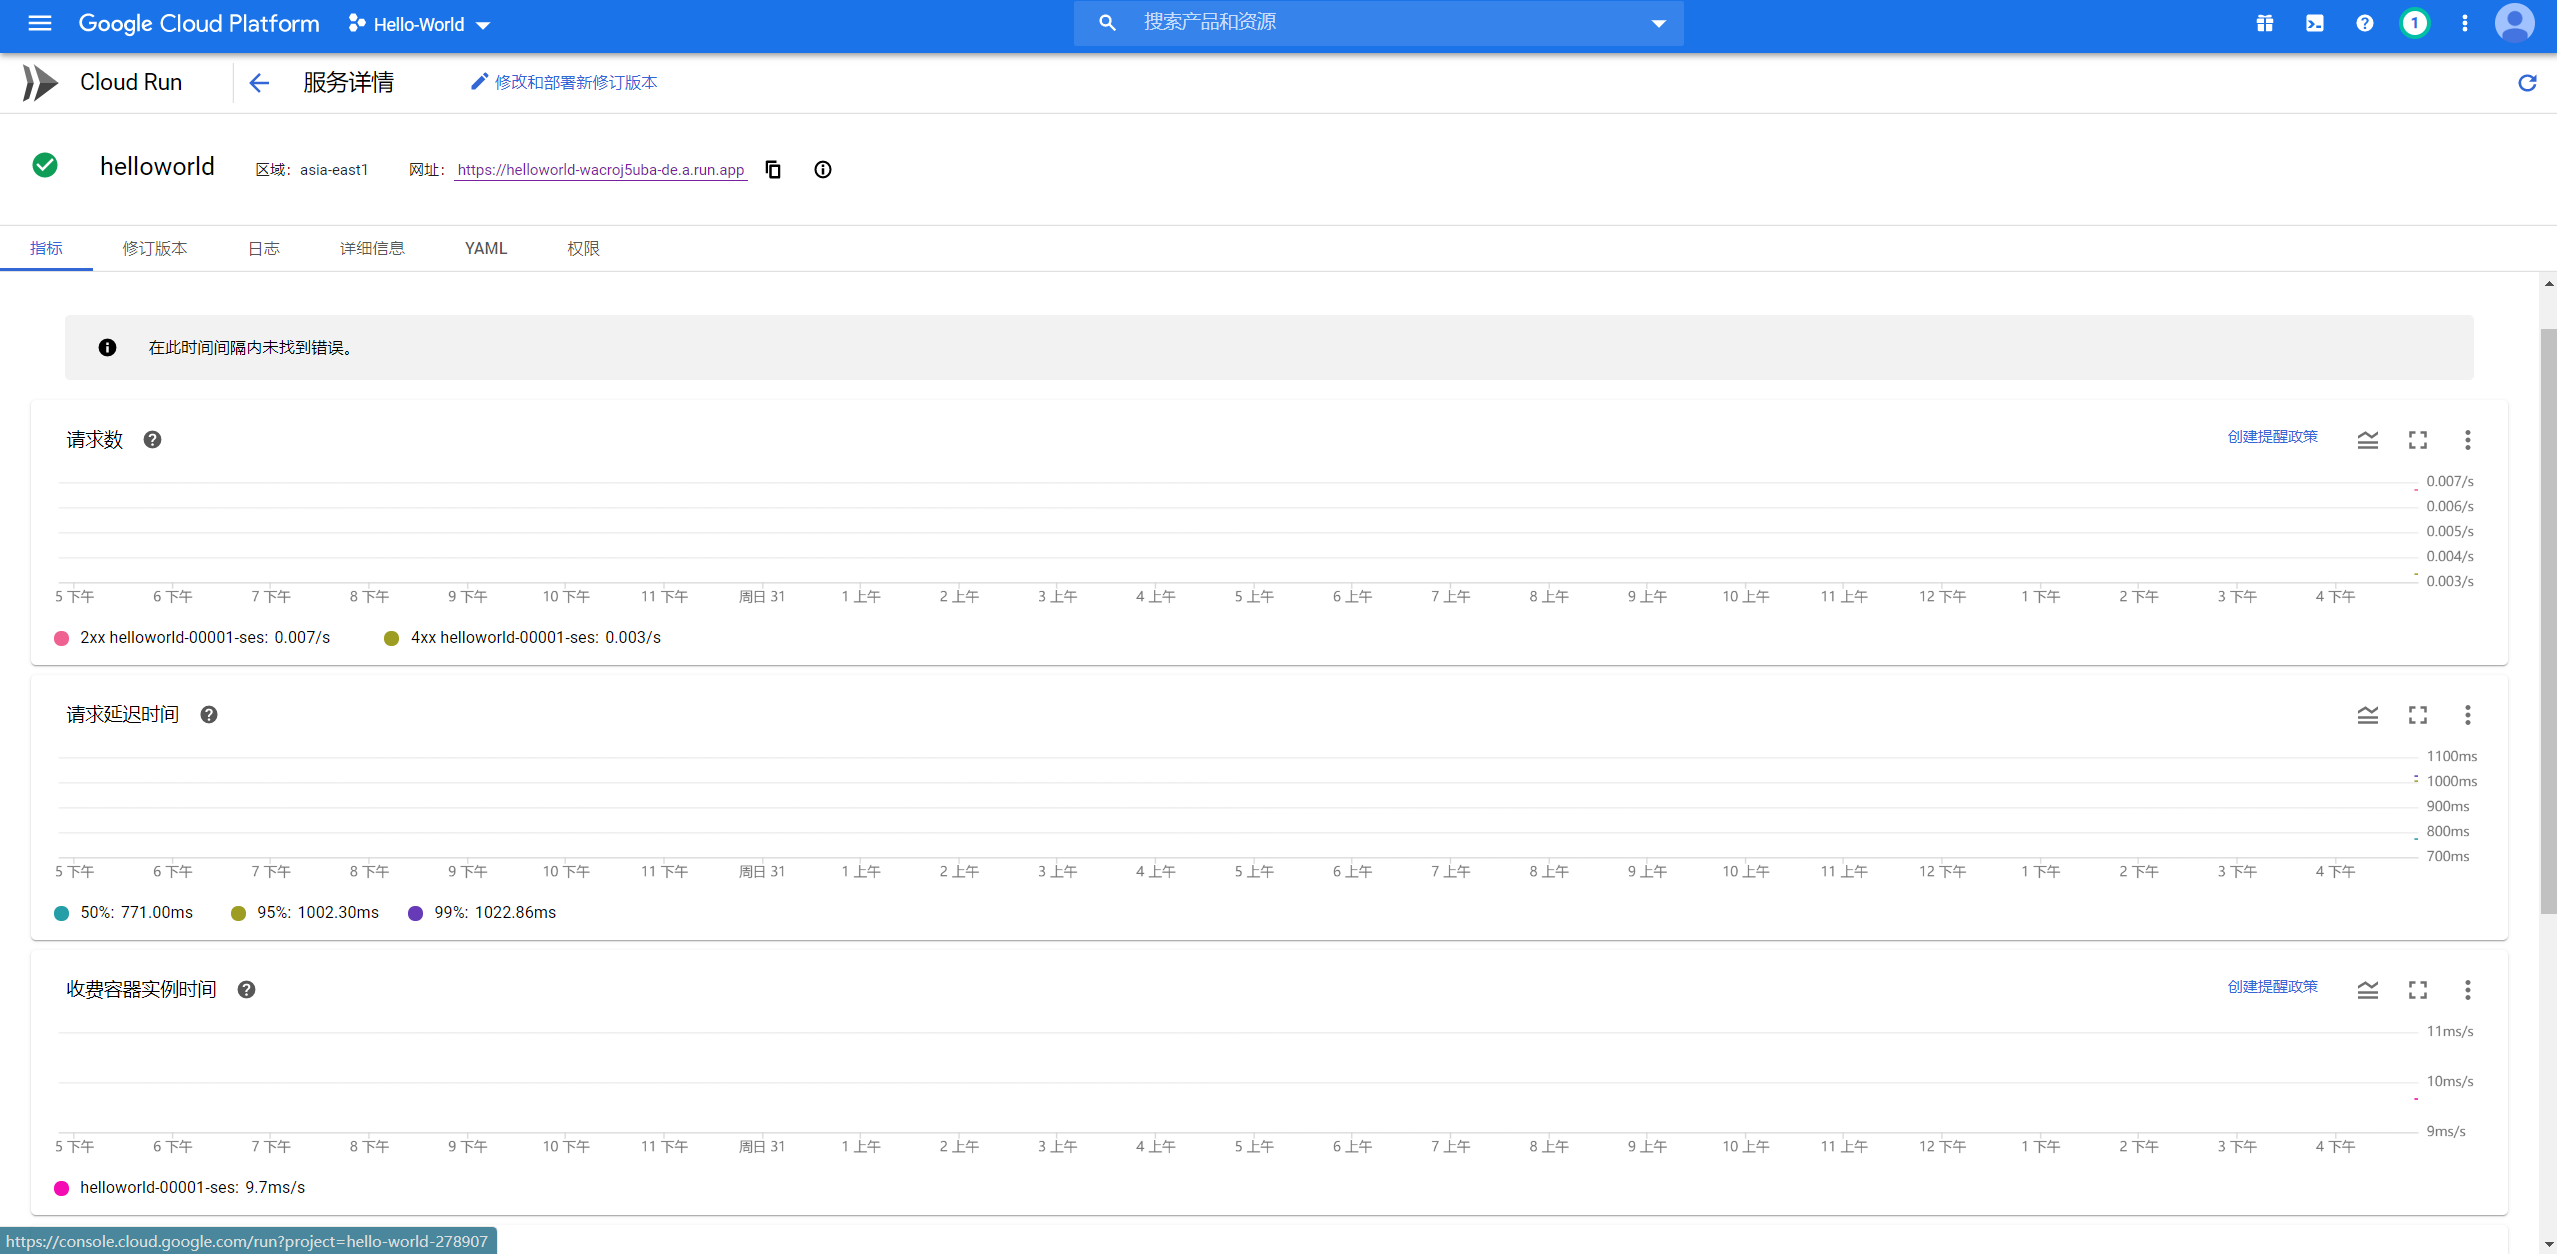 Google Cloud Platform Hello-World 搜索产品和资源 1
Cloud Run 服务详情 修改和部署新修订版本
helloworld 区域: asia-east1 网址: https://helloworld-wacroj5uba-de.a.run.app
指标 修订版本 日志 详细信息 YAML 权限
在此时间间隔内未找到错误。
请求数 创建提醒政策
0.007/s
0.006/s
0.005/s
0.004/s
0.003/s
5 下午 6 下午 7 下午 8 下午 9 下午 10 下午 11 下午 周日 31 1 上午 2 上午 3 上午 4 上午 5 上午 6 上午 7 上午 8 上午 9 上午 10 上午 11 上午 12 下午 1 下午 2 下午 3 下午 4 下午
2xx helloworld-00001-ses: 0.007/s 4xx helloworld-00001-ses: 0.003/s
请求延迟时间
1100ms
1000ms
900ms
800ms
700ms
5 下午 6 下午 7 下午 8 下午 9 下午 10 下午 11 下午 周日 31 1 上午 2 上午 3 上午 4 上午 5 上午 6 上午 7 上午 8 上午 9 上午 10 上午 11 上午 12 下午 1 下午 2 下午 3 下午 4 下午
50%: 771.00ms 95%: 1002.30ms 99%: 1022.86ms
收费容器实例时间 创建提醒政策
11ms/s
10ms/s
9ms/s
5 下午 6 下午 7 下午 8 下午 9 下午 10 下午 11 下午 周日 31 1 上午 2 上午 3 上午 4 上午 5 上午 6 上午 7 上午 8 上午 9 上午 10 上午 11 上午 12 下午 1 下午 2 下午 3 下午 4 下午
helloworld-00001-ses: 9.7ms/s
https://console.cloud.google.com/run?project=hello-world-278907